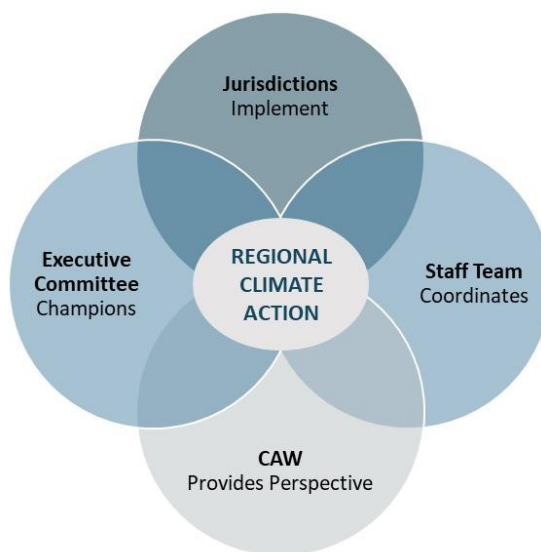 Jurisdictions
Implement
Executive
Committee
Champions
REGIONAL
CLIMATE
ACTION
Staff Team
Coordinates
CAW
Provides Perspective